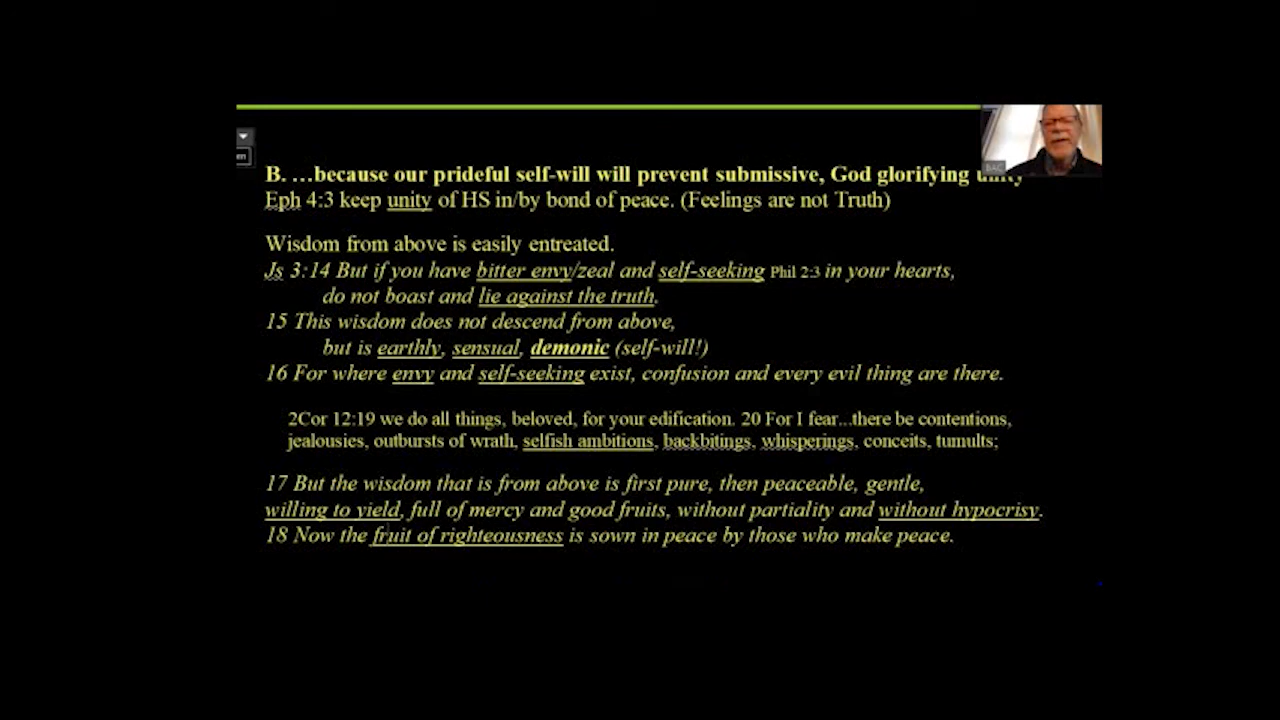 B. …because our prideful self-will will prevent submissive, God glorifying unity
Eph 4:3 keep unity of HS in/by bond of peace. (Feelings are not Truth)
Wisdom from above is easily entreated.
Js 3:14 But if you have bitter envy/zeal and self-seeking Phil 2:3 in your hearts,
do not boast and lie against the truth.
15 This wisdom does not descend from above,
but is earthly, sensual, demonic (self-will!)
16 For where envy and self-seeking exist, confusion and every evil thing are there.
2Cor 12:19 we do all things, beloved, for your edification. 20 For I fear...there be contentions,
jealousies, outbursts of wrath, selfish ambitions, backbitings, whisperings, conceits, tumults;
17 But the wisdom that is from above is first pure, then peaceable, gentle,
willing to yield, full of mercy and good fruits, without partiality and without hypocrisy.
18 Now the fruit of righteousness is sown in peace by those who make peace.